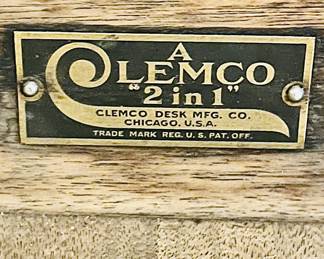 A
CLEMCO
"2 in 1"
CLEMCO DESK MFG. CO.
CHICAGO, U.S.A.
TRADE MARK REG. U.S. PAT. OFF.